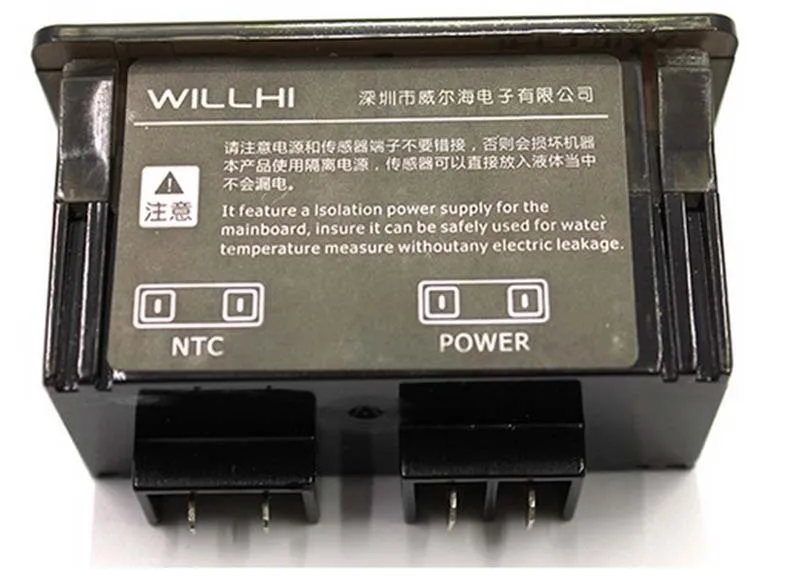 WILLHI 深圳市威尔海电子有限公司
请注意电源和传感器端子不要错接，否则会损坏机器
本产品使用隔离电源，传感器可以直接放入液体当中
不会漏电。
注意
It feature a Isolation power supply for the
mainboard, insure it can be safely used for water
temperature measure withoutany electric leakage.
NTC POWER